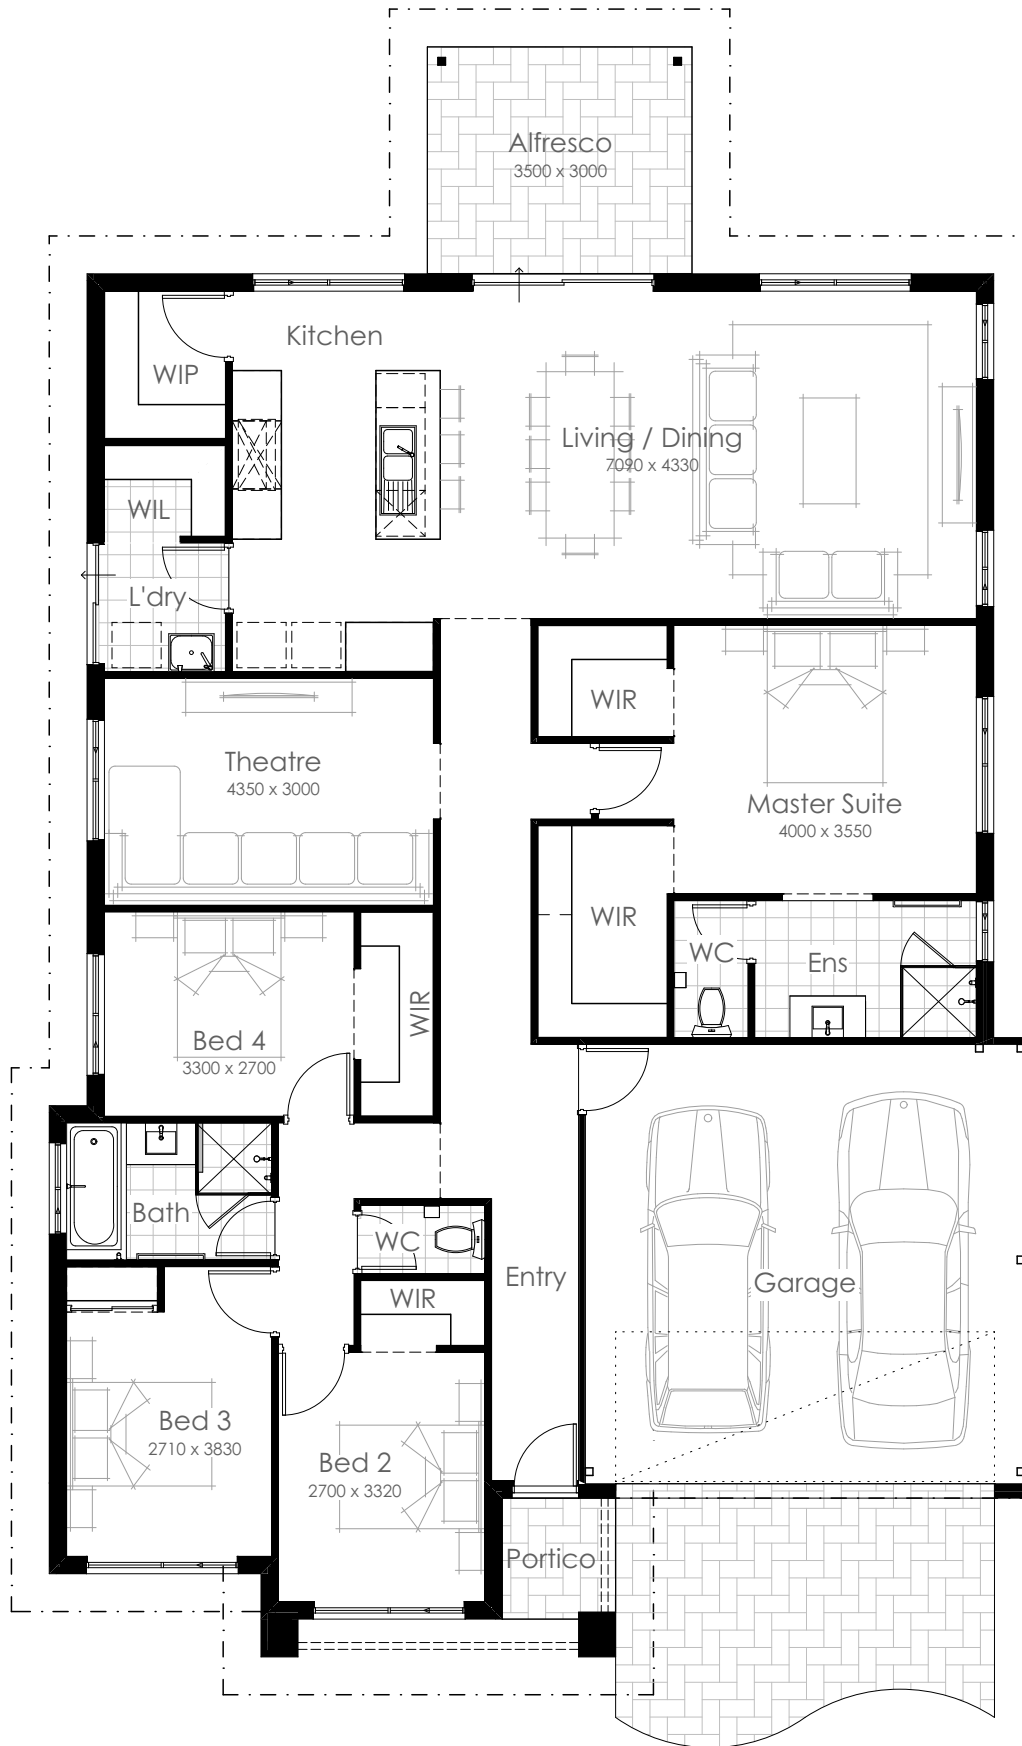 Alfresco
3500 x 3000
Kitchen
WIP
Living / Dining
7090 x 4330
WIL
L'dry
WIR
Theatre
4350 x 3000
Master Suite
4000 x 3550
WIR
WC
Ens
WIR
Bed 4
3300 x 2700
Bath
WC
Entry
Garage
WIR
Bed 3
2710 x 3830
Bed 2
2700 x 3320
Portico